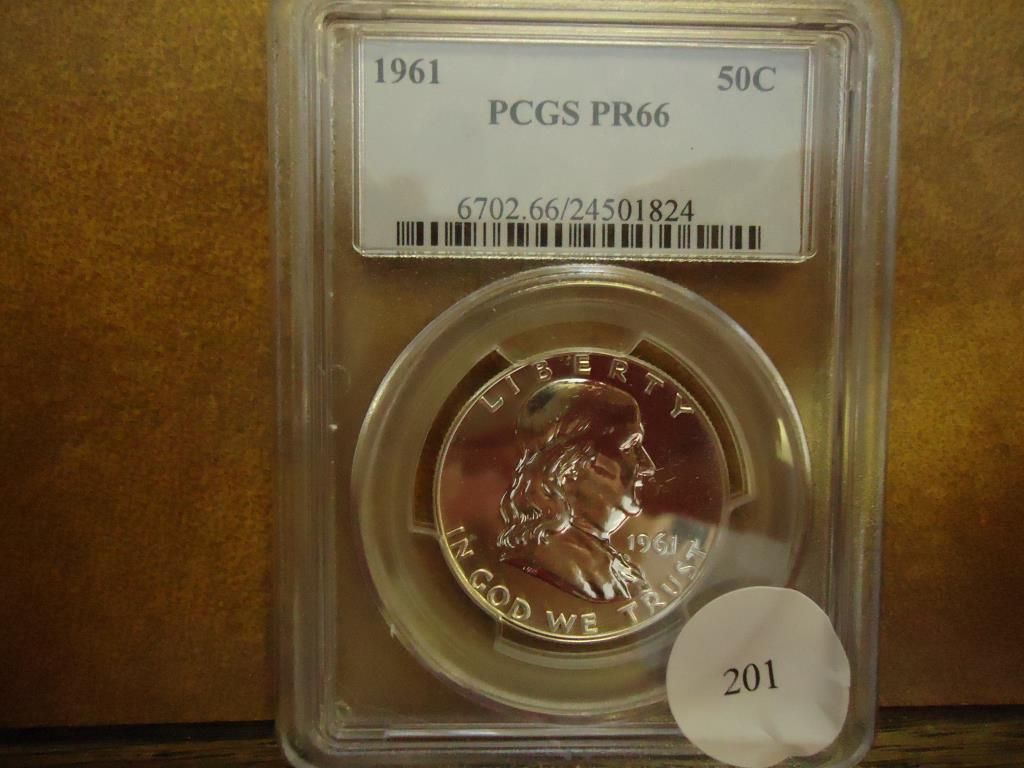 1961 50C
PCGS PR66
6702.66/24501824
LIBERTY
1961
IN GOD WE TRUST
201